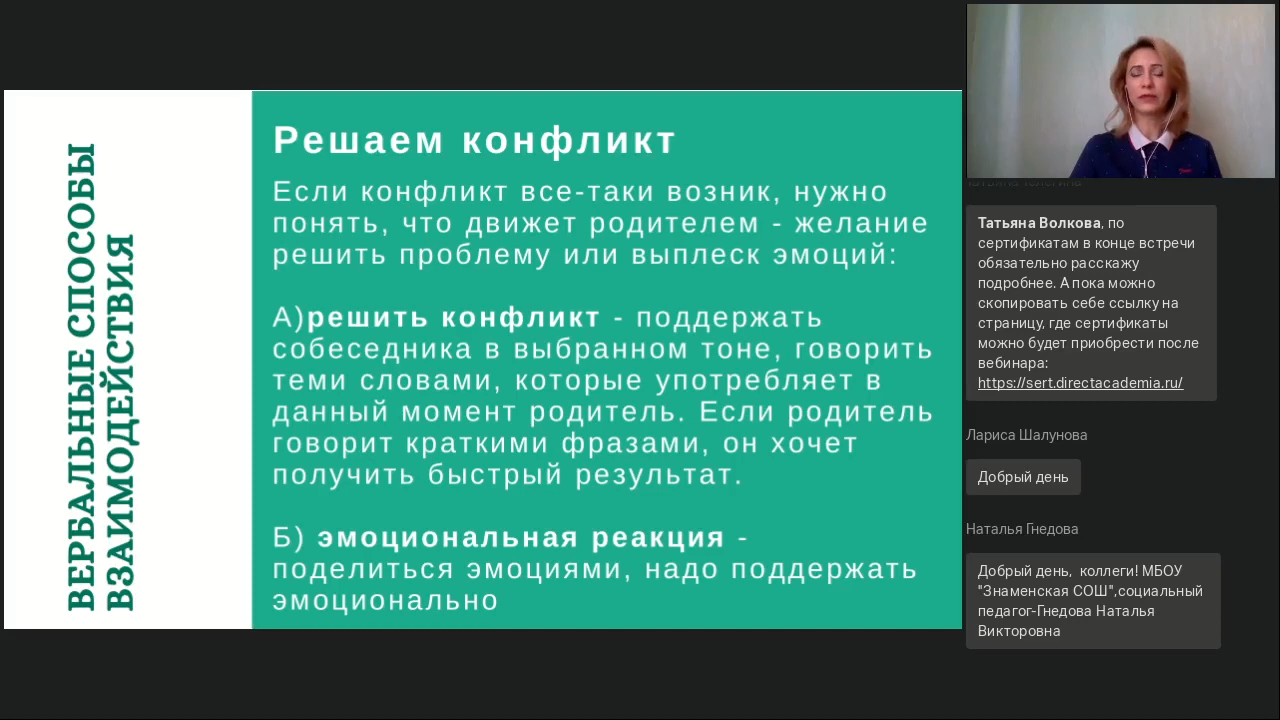 ВЕРБАЛЬНЫЕ СПОСОБЫ
ВЗАИМОДЕЙСТВИЯ
Решаем конфликт
Если конфликт все-таки возник, нужно
понять, что движет родителем - желание
решить проблему или выплеск эмоций:
А)решить конфликт - поддержать
собеседника в выбранном тоне, говорить
теми словами, которые употребляет в
данный момент родитель. Если родитель
говорит краткими фразами, он хочет
получить быстрый результат.
Б) эмоциональная реакция -
поделиться эмоциями, надо поддержать
эмоционально
Татьяна Волкова, по
сертификатам в конце встречи
обязательно расскажу
подробнее. А пока можно
скопировать себе ссылку на
страницу, где сертификаты
можно будет приобрести после
вебинара:
https://sert.directacademia.ru/
Лариса Шалунова
Добрый день
Наталья Гнедова
Добрый день, коллеги! МБОУ
"Знаменская СОШ",социальный
педагог-Гнедова Наталья
Викторовна